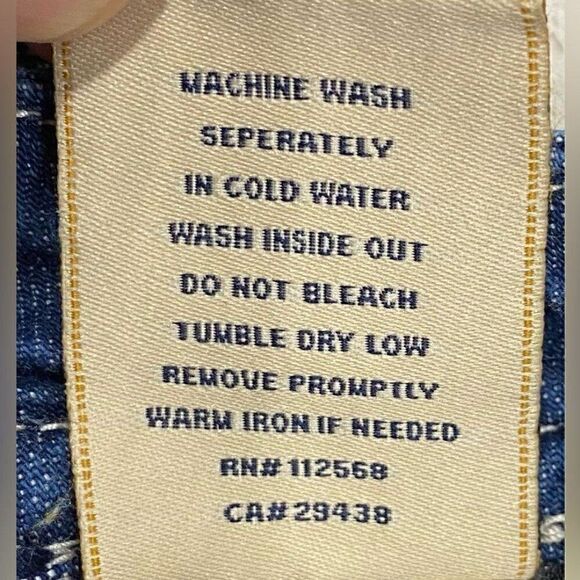 MACHINE WASH
SEPERATELY
IN COLD WATER
WASH INSIDE OUT
DO NOT BLEACH
TUMBLE DRY LOW
REMOVE PROMPTLY
WARM IRON IF NEEDED
RN# 112568
CA# 29438